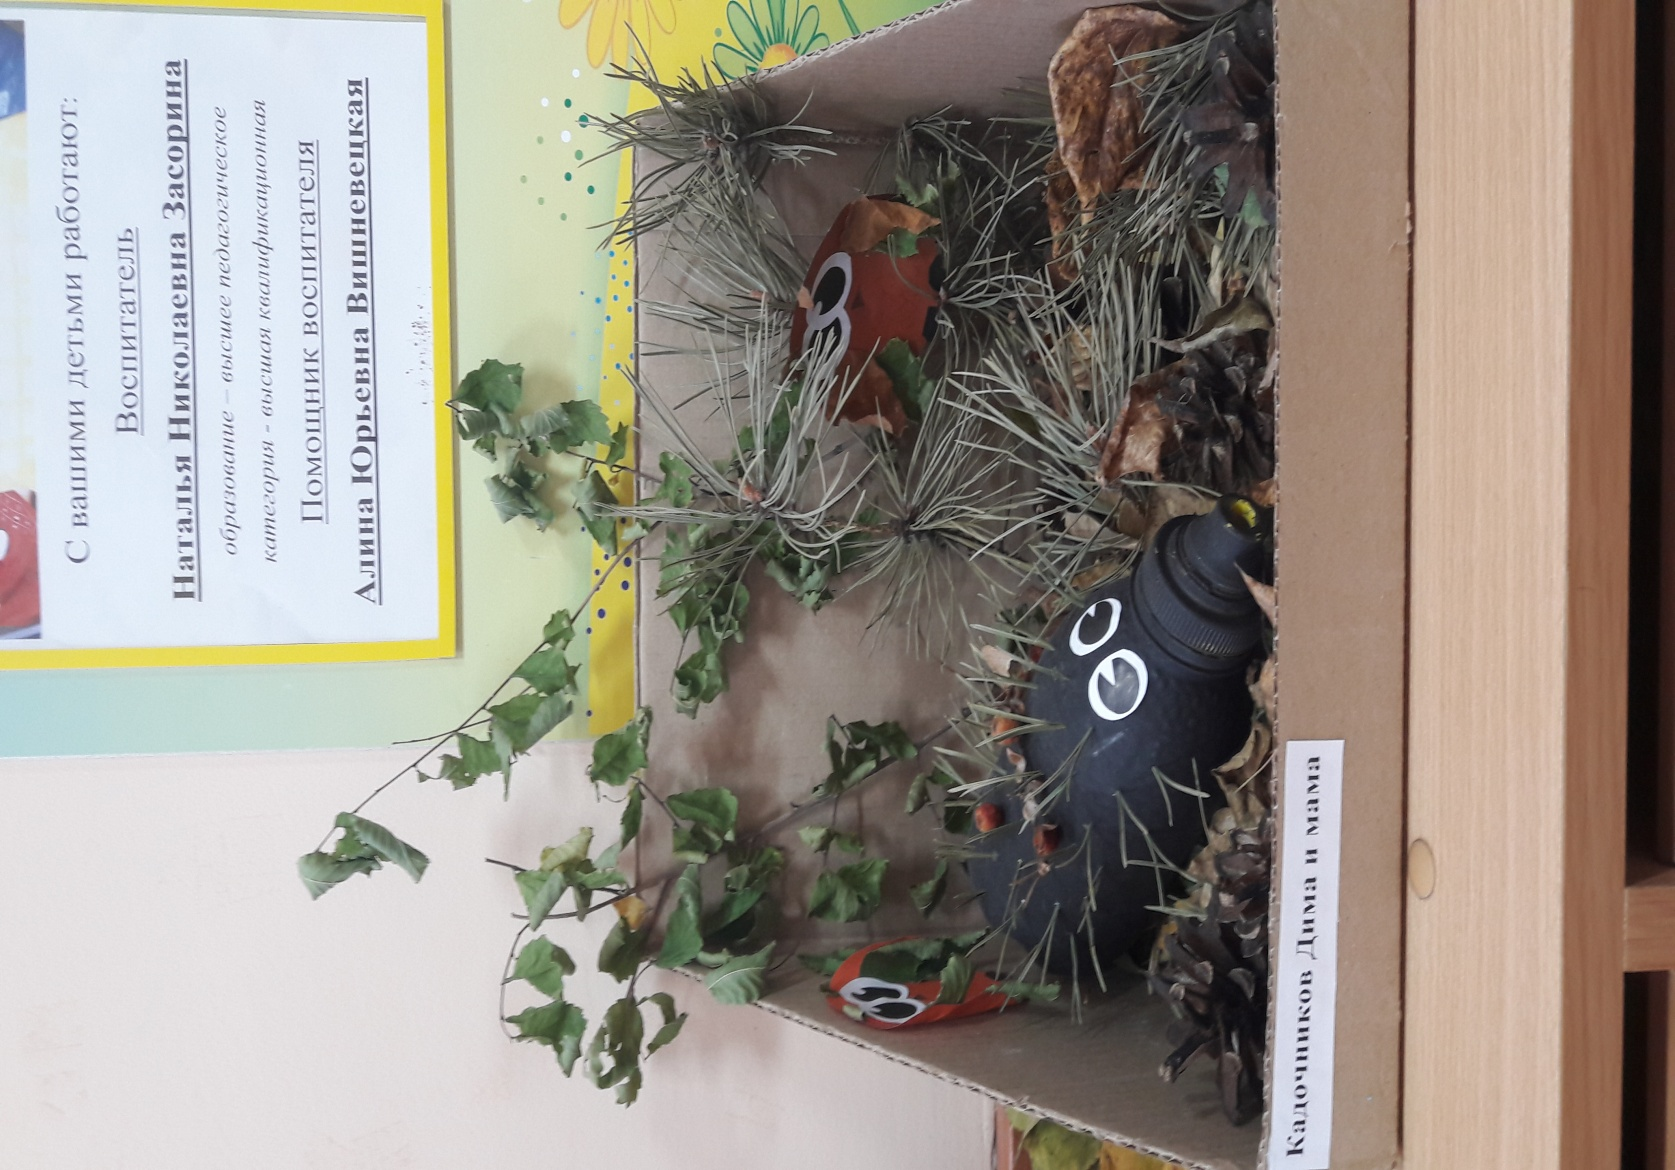 С вашими детьми работают:
Воспитатель
Наталья Николаевна Засорина
образование – высшее педагогическое
категория - высшая квалификационная
Помощник воспитателя
Алина Юрьевна Вишневецкая
Кадочников Дима и мама